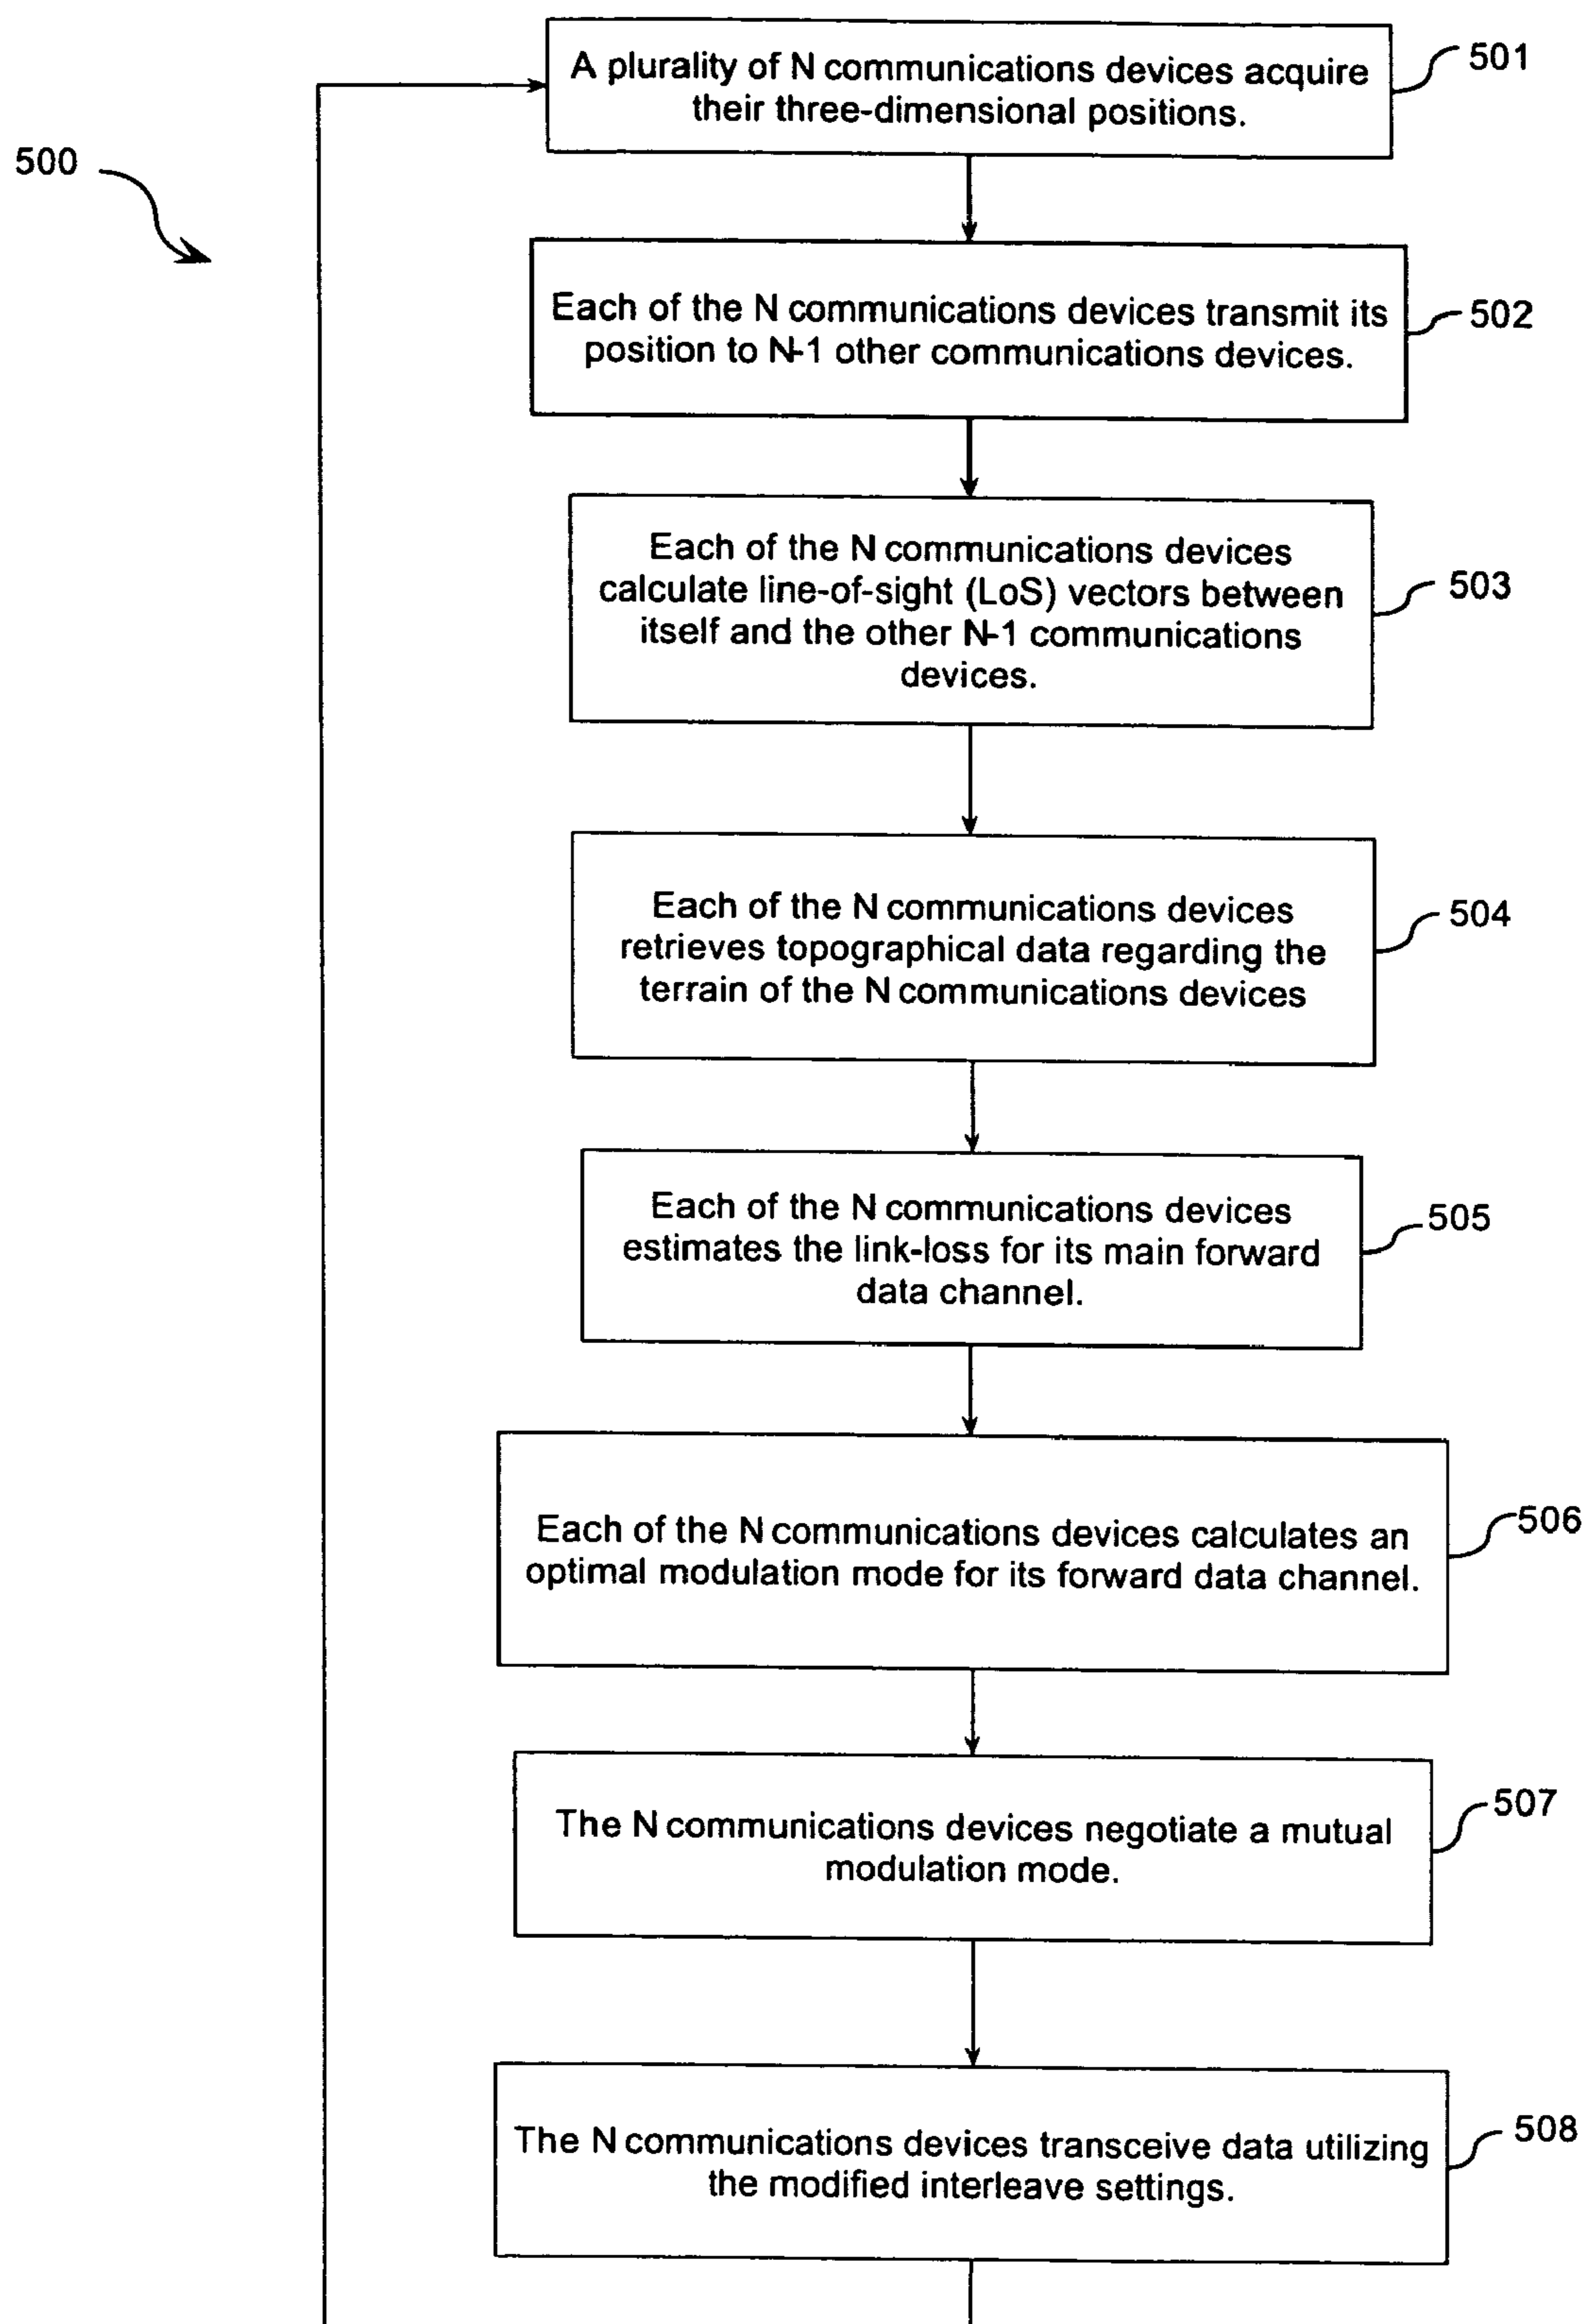 A plurality of N communications devices acquire
their three-dimensional positions.
501
500
Each of the N communications devices transmit its
position to N-1 other communications devices.
502
Each of the N communications devices
calculate line-of-sight (LoS) vectors between
itself and the other N-1 communications
devices.
503
Each of the N communications devices
retrieves topographical data regarding the
terrain of the N communications devices
504
Each of the N communications devices
estimates the link-loss for its main forward
data channel.
505
Each of the N communications devices calculates an
optimal modulation mode for its forward data channel.
506
The N communications devices negotiate a mutual
modulation mode.
507
The N communications devices transceive data utilizing
the modified interleave settings.
508